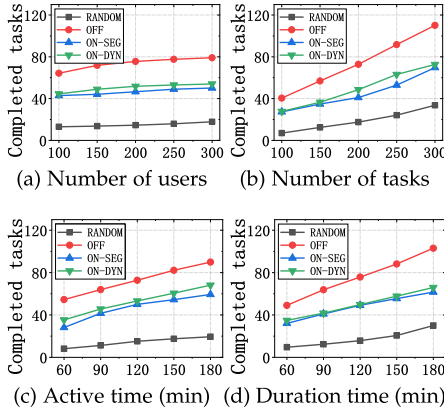 Completed tasks
120
80
40
0
RANDOM
OFF
ON-SEG
ON-DYN
100 150 200 250 300
(a) Number of users
Completed tasks
120
80
40
0
RANDOM
OFF
ON-SEG
ON-DYN
100 150 200 250 300
(b) Number of tasks
Completed tasks
120
80
40
0
RANDOM
OFF
ON-SEG
ON-DYN
60 90 120 150 180
(c) Active time (min)
Completed tasks
120
80
40
0
RANDOM
OFF
ON-SEG
ON-DYN
60 90 120 150 180
(d) Duration time (min)